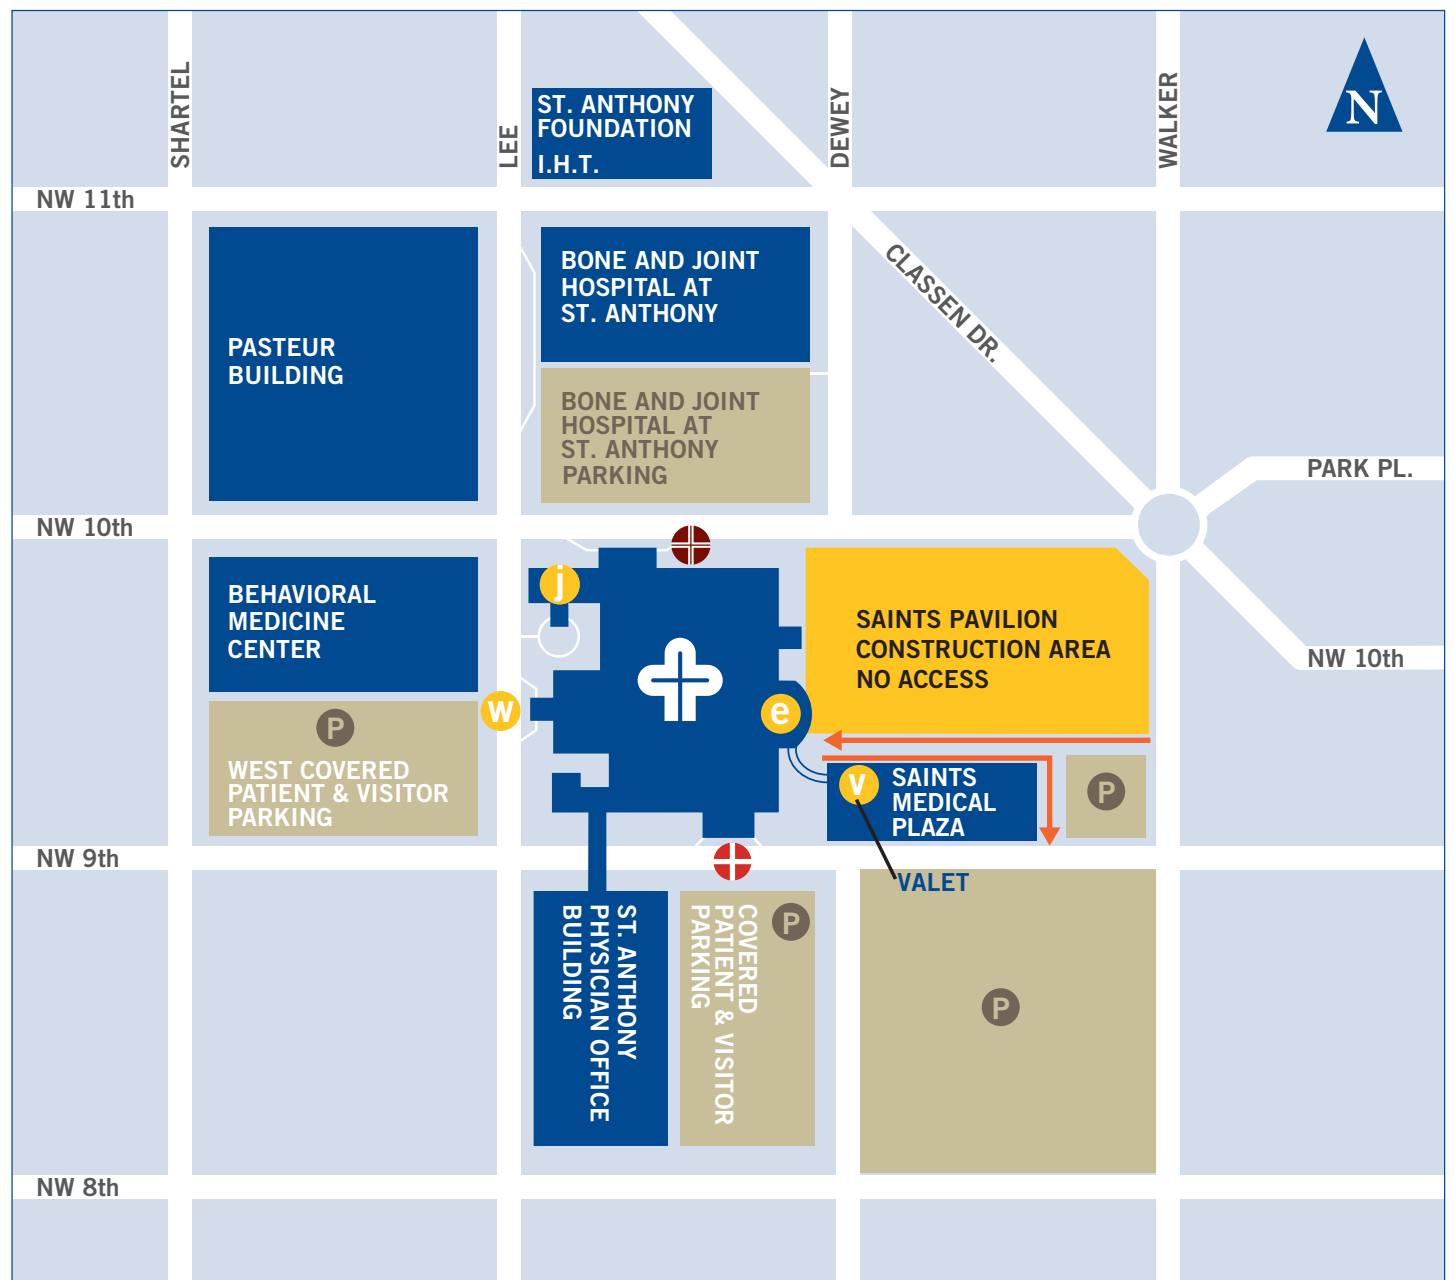 SHARTEL
LEE
DEWEY
WALKER
N
ST. ANTHONY
FOUNDATION
I.H.T.
NW 11th
PASTEUR
BUILDING
BONE AND JOINT
HOSPITAL AT
ST. ANTHONY
CLASSEN DR.
BONE AND JOINT
HOSPITAL AT
ST. ANTHONY
PARKING
PARK PL.
NW 10th
BEHAVIORAL
MEDICINE
CENTER
j
SAINTS PAVILION
CONSTRUCTION AREA
NO ACCESS
NW 10th
w
e
P
WEST COVERED
PATIENT & VISITOR
PARKING
v
SAINTS
MEDICAL
PLAZA
P
NW 9th
VALET
ST. ANTHONY
PHYSICIAN OFFICE
BUILDING
COVERED
PATIENT & VISITOR
PARKING
P
P
NW 8th